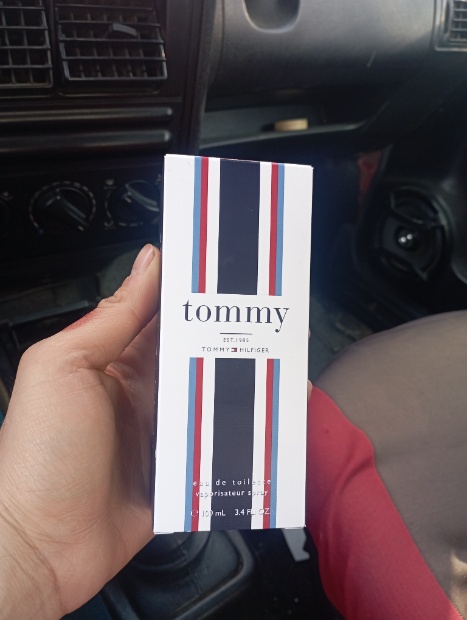 tommy
EST.1985
TOMMY HILFIGER
eau de toilette
vaporisateur spray
100 mL 3.4 FL.OZ.